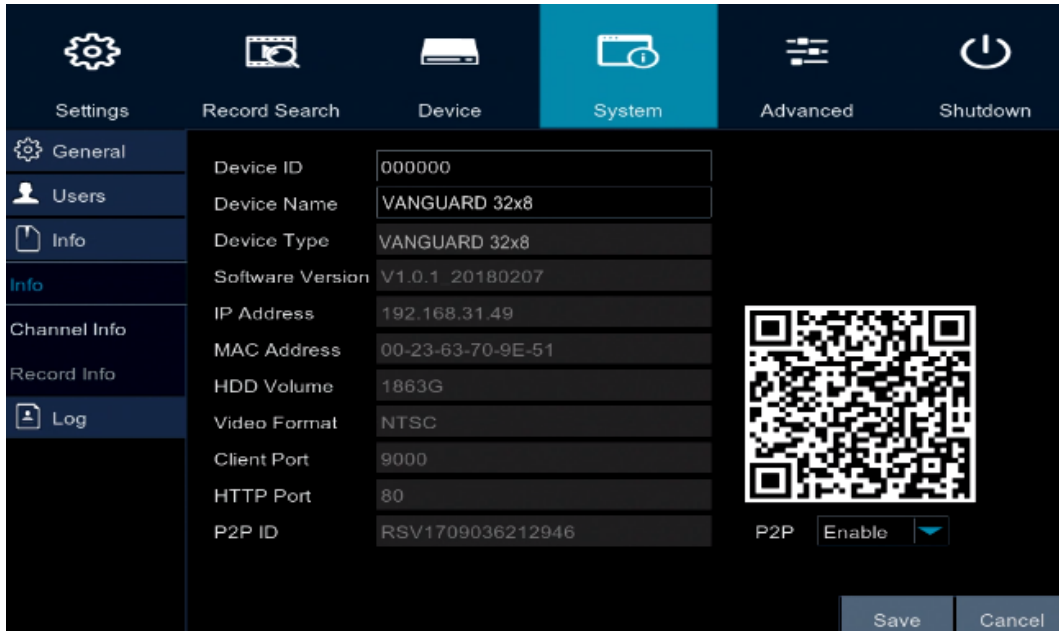 Settings Record Search Device System Advanced Shutdown
General
Users
Info
Info
Channel Info
Record Info
Log
Device ID 000000
Device Name VANGUARD 32x8
Device Type VANGUARD 32x8
Software Version V1.0.1_20180207
IP Address 192.168.31.49
MAC Address 00-23-63-70-9E-51
HDD Volume 1863G
Video Format NTSC
Client Port 9000
HTTP Port 80
P2P ID RSV1709036212946
P2P Enable
Save Cancel